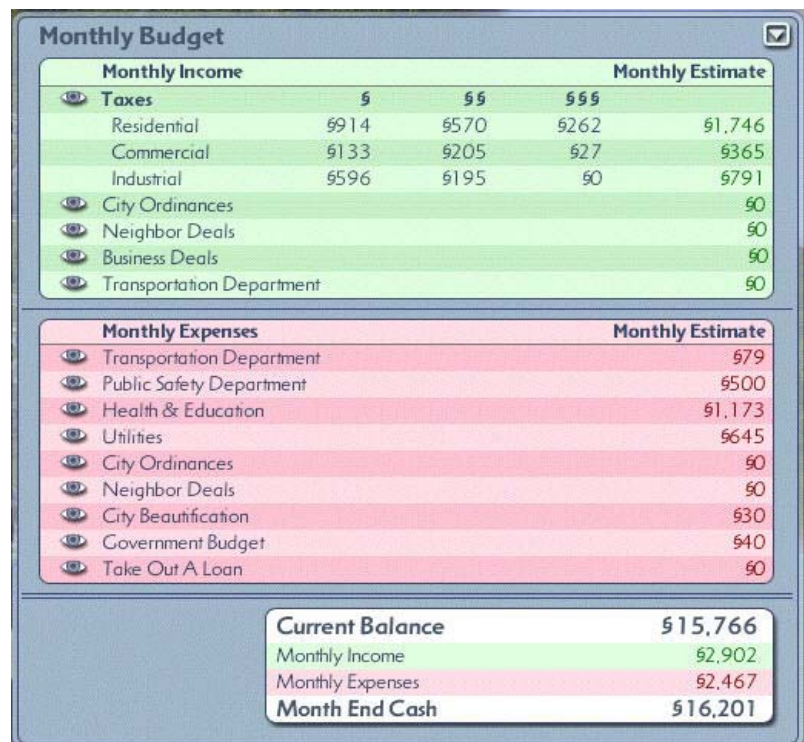 Monthly Budget
Monthly Income Monthly Estimate
Taxes § §§ §§§
Residential §914 §570 §262 §1,746
Commercial §133 §205 §27 §365
Industrial §596 §195 §0 §791
City Ordinances §0
Neighbor Deals §0
Business Deals §0
Transportation Department §0
Monthly Expenses Monthly Estimate
Transportation Department §79
Public Safety Department §500
Health & Education §1,173
Utilities §645
City Ordinances §0
Neighbor Deals §0
City Beautification §30
Government Budget §40
Take Out A Loan §0
Current Balance §15,766
Monthly Income §2,902
Monthly Expenses §2,467
Month End Cash §16,201